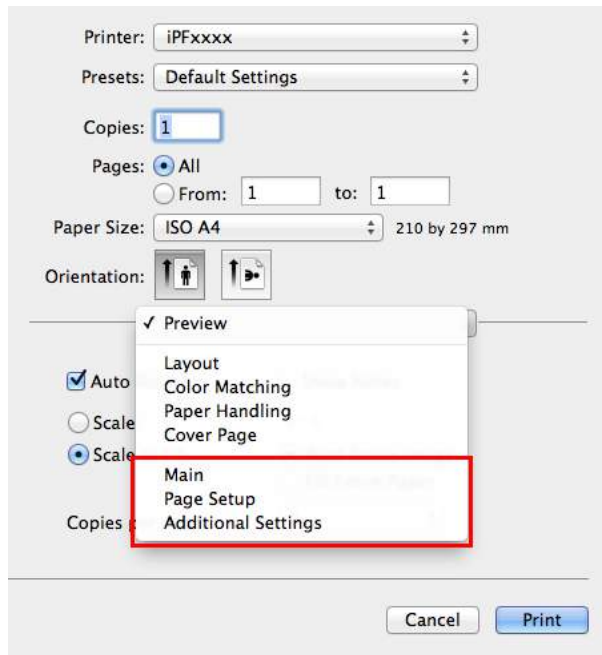 Printer: iPFxxxx
Presets: Default Settings
Copies: 1
Pages: All
From: 1 to: 1
Paper Size: ISO A4 210 by 297 mm
Orientation:
✓ Preview
Layout
Auto
Color Matching
Paper Handling
Scale
Cover Page
Scale
Main
Page Setup
Copies
Additional Settings
Cancel Print